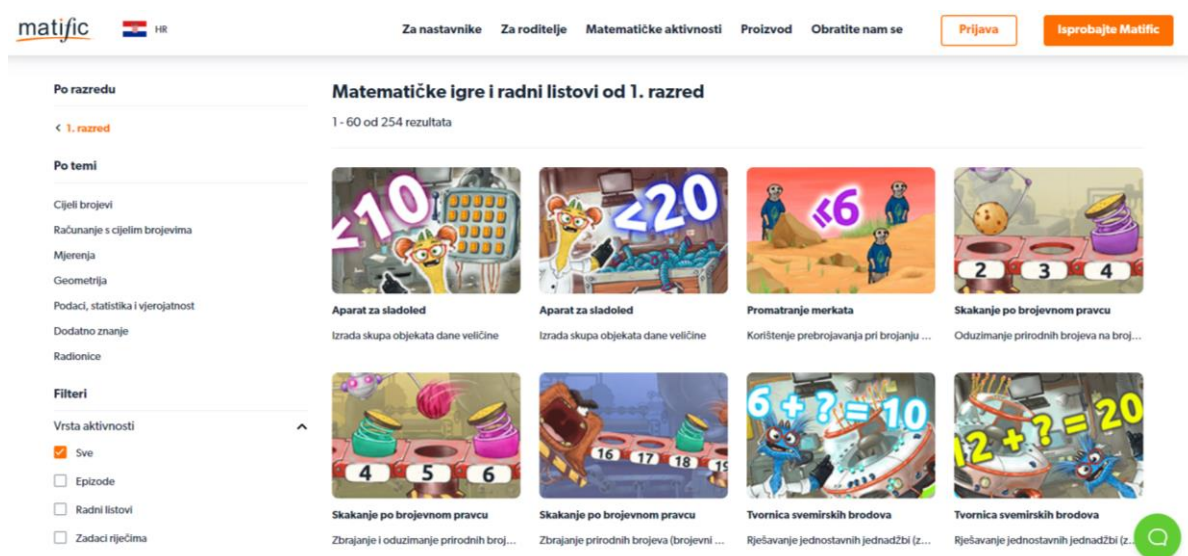 matific
HR
Za nastavnike Za roditelje Matematičke aktivnosti Proizvod Obratite nam se Prijava Isprobajte Matific
Po razredu
< 1. razred
Po temi
Cijeli brojevi
Računanje s cijelim brojevima
Mjerenja
Geometrija
Podaci, statistika i vjerojatnost
Dodatno znanje
Radionice
Filteri
Vrsta aktivnosti
Sve
Epizode
Radni listovi
Zadaci riječima
Matematičke igre i radni listovi od 1. razred
1 - 60 od 254 rezultata
<10
<20
≤6
2 3 4
Aparat za sladoled
Izrada skupa objekata dane veličine
Aparat za sladoled
Izrada skupa objekata dane veličine
Promatranje merkata
Korištenje prebrojavanja pri brojanju ...
Skakanje po brojevnom pravcu
Oduzimanje prirodnih brojeva na broj...
4 5 6
16 17 18 19
6 + ? = 10
12 + ? = 20
Skakanje po brojevnom pravcu
Zbrajanje i oduzimanje prirodnih broj...
Skakanje po brojevnom pravcu
Zbrajanje prirodnih brojeva (brojevni ...
Tvornica svemirskih brodova
Rješavanje jednostavnih jednadžbi (z...
Tvornica svemirskih brodova
Rješavanje jednostavnih jednadžbi (z...